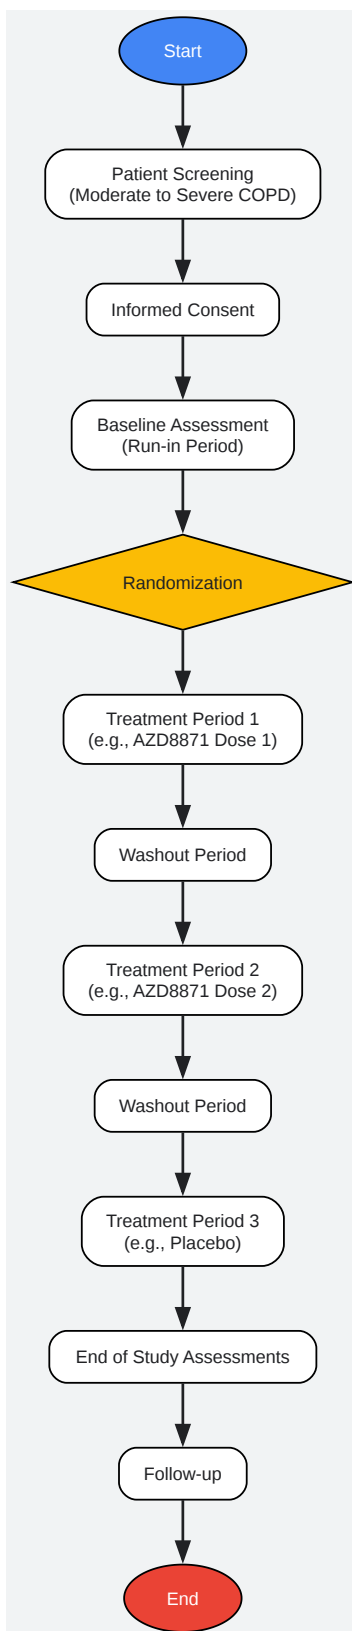 Start
Patient Screening
(Moderate to Severe COPD)
Informed Consent
Baseline Assessment
(Run-in Period)
Randomization
Treatment Period 1
(e.g., AZD8871 Dose 1)
Washout Period
Treatment Period 2
(e.g., AZD8871 Dose 2)
Washout Period
Treatment Period 3
(e.g., Placebo)
End of Study Assessments
Follow-up
End